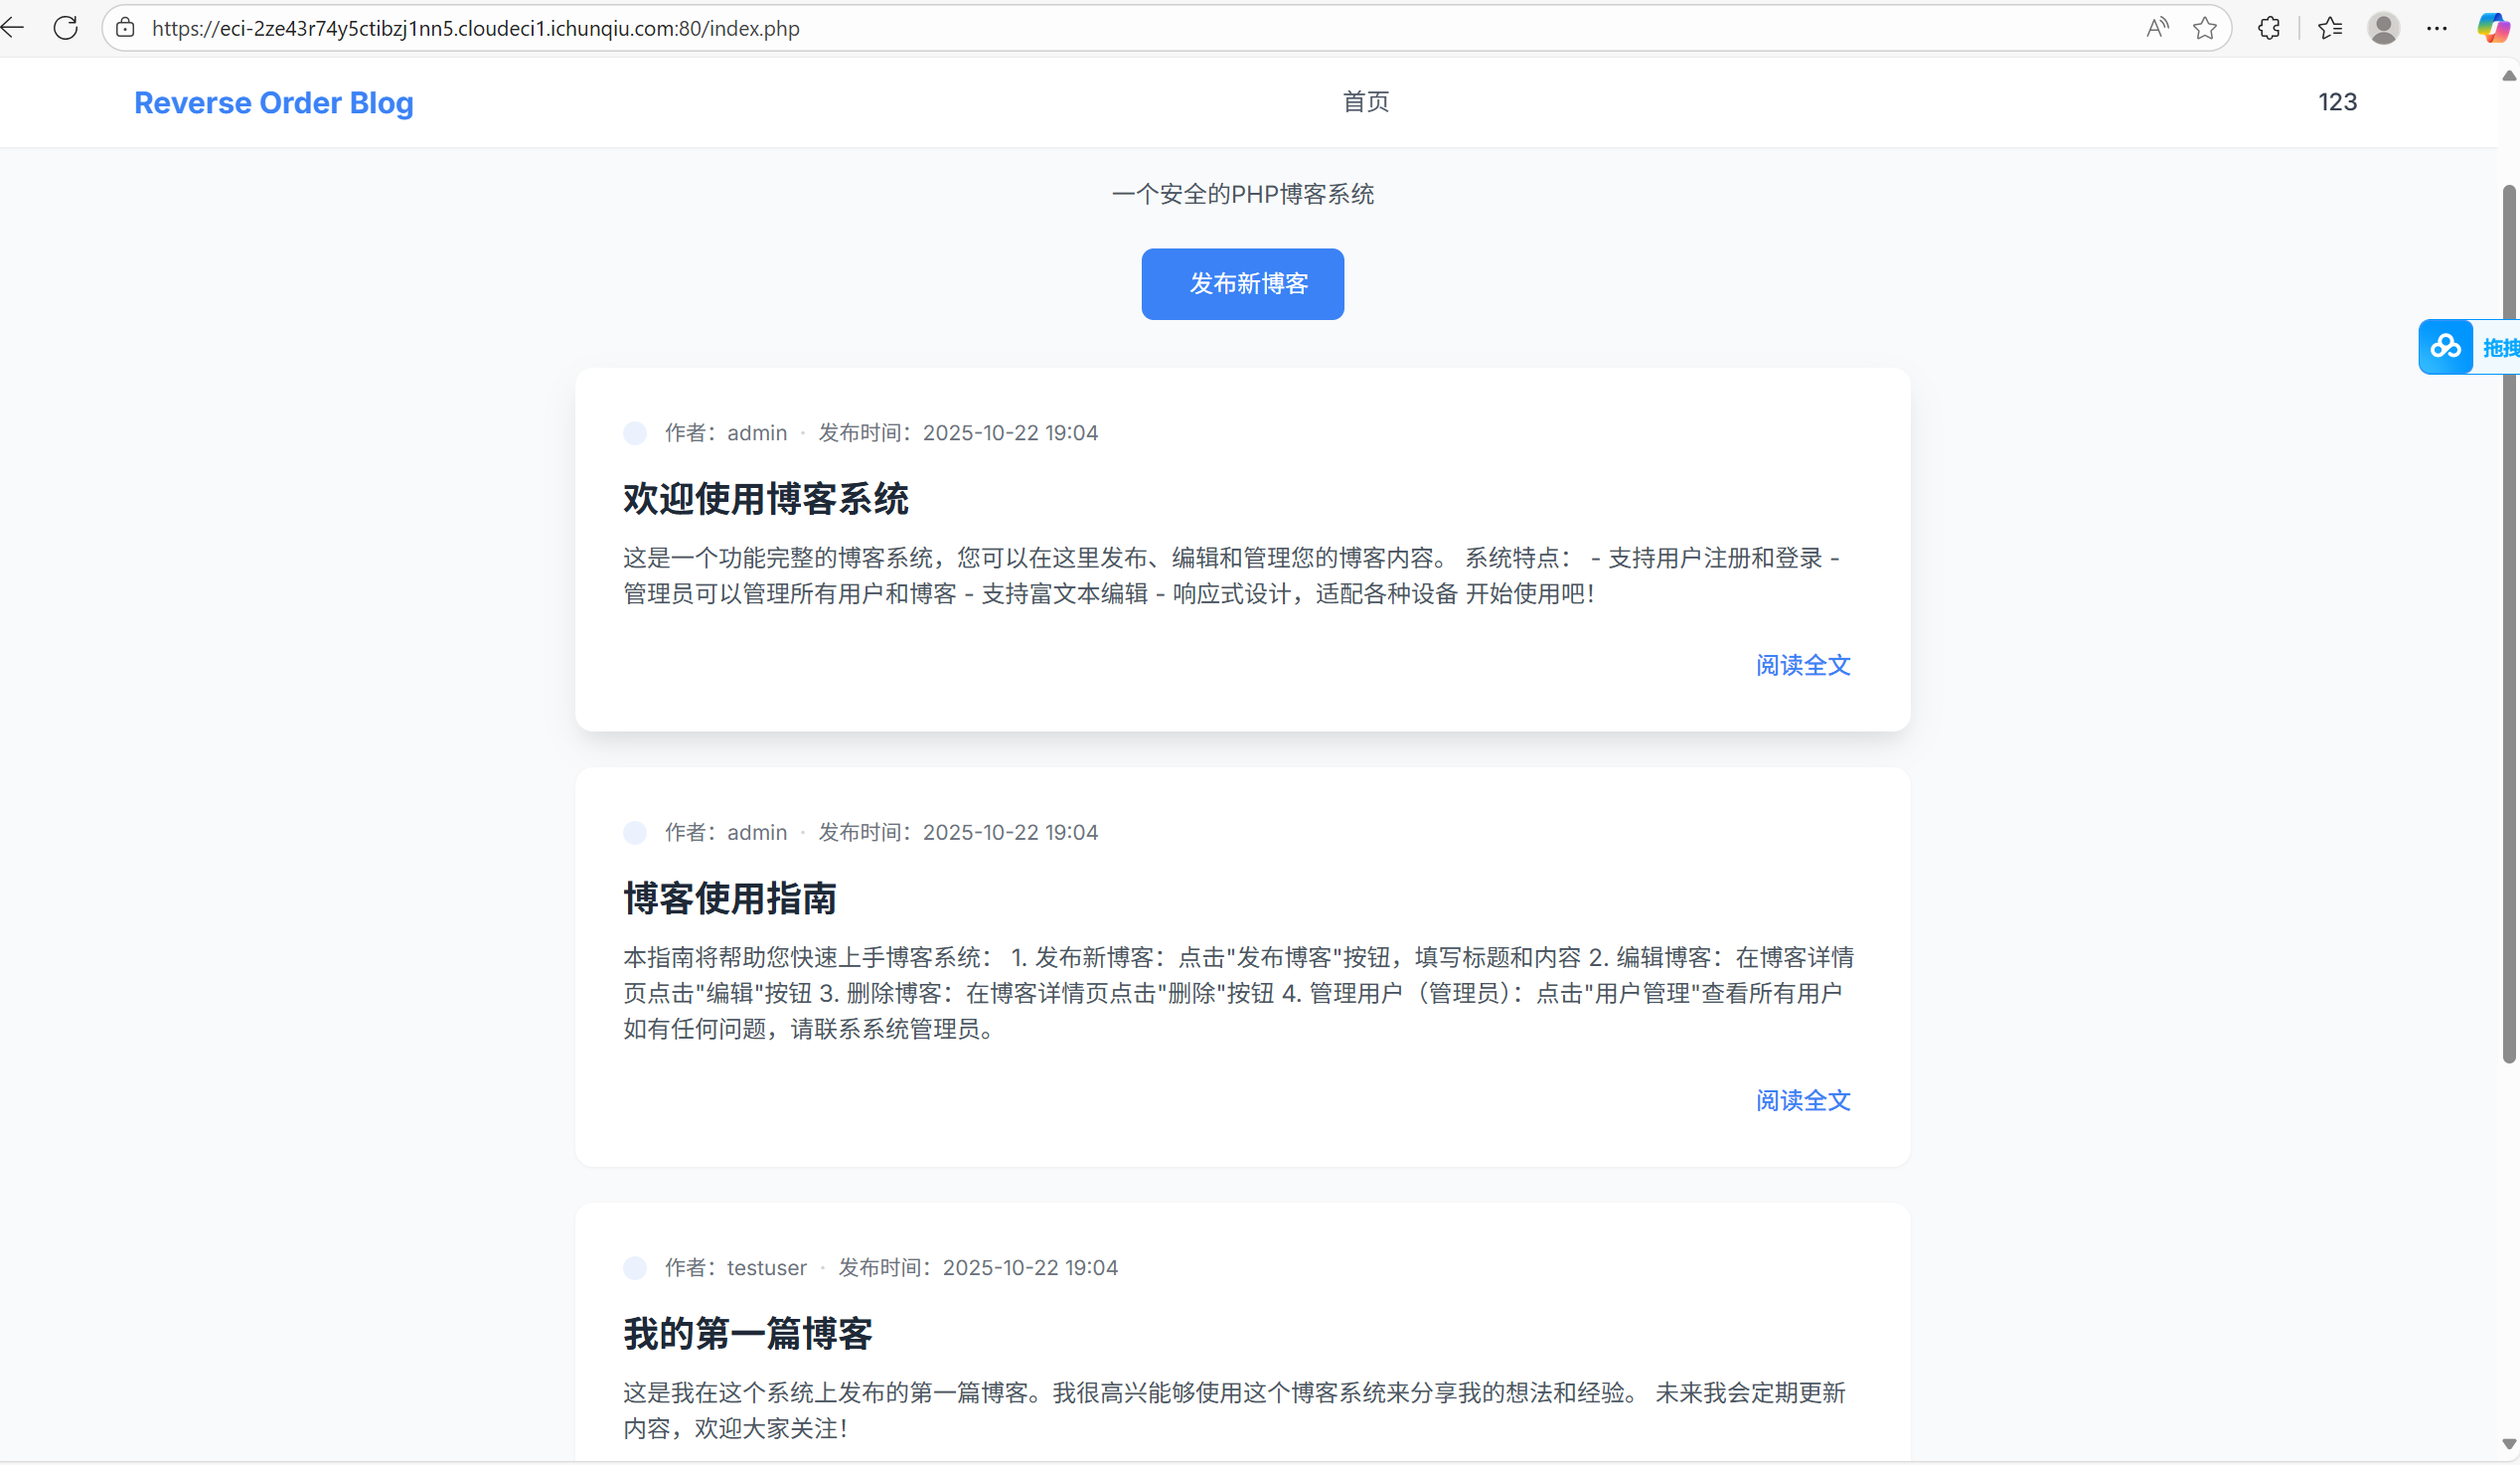 https://eci-2ze43r74y5ctibzj1nn5.cloudeci1.ichunqiu.com:80/index.php
Reverse Order Blog
首页
123
一个安全的PHP博客系统
发布新博客
拖拽
作者：admin · 发布时间：2025-10-22 19:04
欢迎使用博客系统
这是一个功能完整的博客系统，您可以在这里发布、编辑和管理您的博客内容。 系统特点： - 支持用户注册和登录 -
管理员可以管理所有用户和博客 - 支持富文本编辑 - 响应式设计，适配各种设备 开始使用吧！
阅读全文
作者：admin · 发布时间：2025-10-22 19:04
博客使用指南
本指南将帮助您快速上手博客系统： 1. 发布新博客：点击"发布博客"按钮，填写标题和内容 2. 编辑博客：在博客详情
页点击"编辑"按钮 3. 删除博客：在博客详情页点击"删除"按钮 4. 管理用户（管理员）：点击"用户管理"查看所有用户
如有任何问题，请联系系统管理员。
阅读全文
作者：testuser · 发布时间：2025-10-22 19:04
我的第一篇博客
这是我在这个系统上发布的第一篇博客。我很高兴能够使用这个博客系统来分享我的想法和经验。 未来我会定期更新
内容，欢迎大家关注！